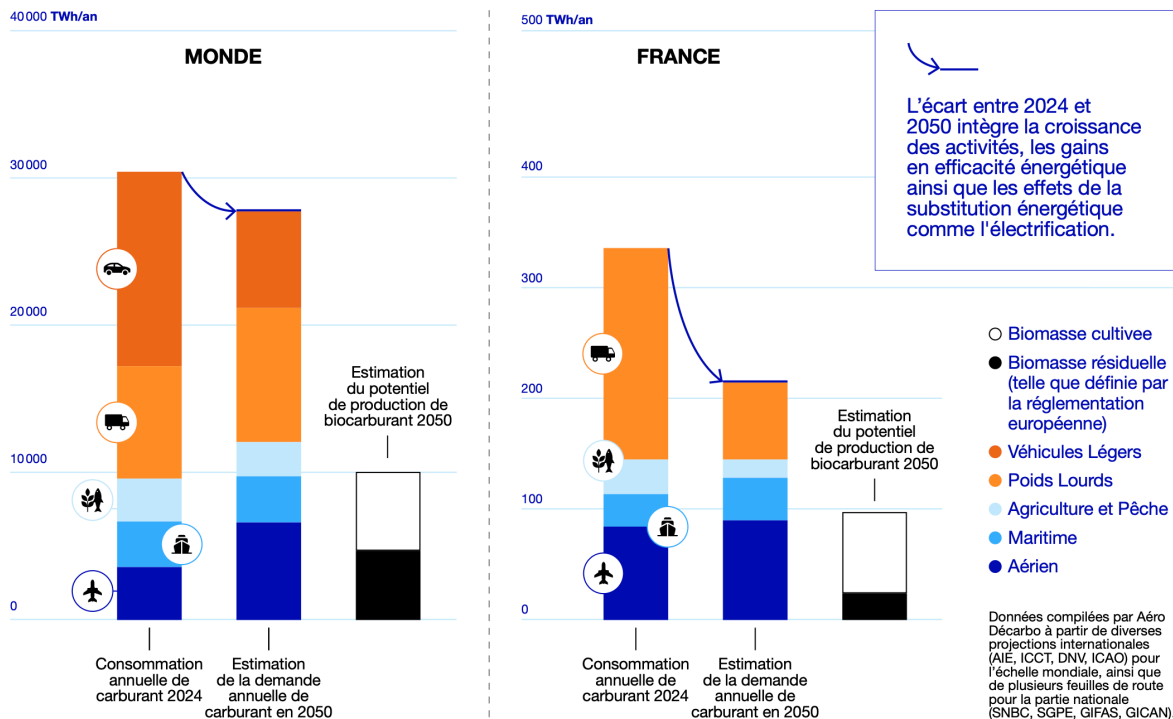 40 000 TWh/an
MONDE
30 000
20 000
10 000
0
Estimation
du potentiel
de production de
biocarburant 2050
Consommation
annuelle de
carburant 2024
Estimation
de la demande
annuelle de
carburant en 2050
500 TWh/an
FRANCE
400
300
200
100
0
Estimation
du potentiel
de production de
biocarburant 2050
Consommation
annuelle de
carburant 2024
Estimation
de la demande
annuelle de
carburant en 2050
L'écart entre 2024 et
2050 intègre la croissance
des activités, les gains
en efficacité énergétique
ainsi que les effets de la
substitution énergétique
comme l'électrification.
Biomasse cultivee
Biomasse résiduelle
(telle que définie par
la réglementation
européenne)
Véhicules Légers
Poids Lourds
Agriculture et Pêche
Maritime
Aérien
Données compilées par Aéro
Décarbo à partir de diverses
projections internationales
(AIE, ICCT, DNV, ICAO) pour
l'échelle mondiale, ainsi que
de plusieurs feuilles de route
pour la partie nationale
(SNBC, SGPE, GIFAS, GICAN)